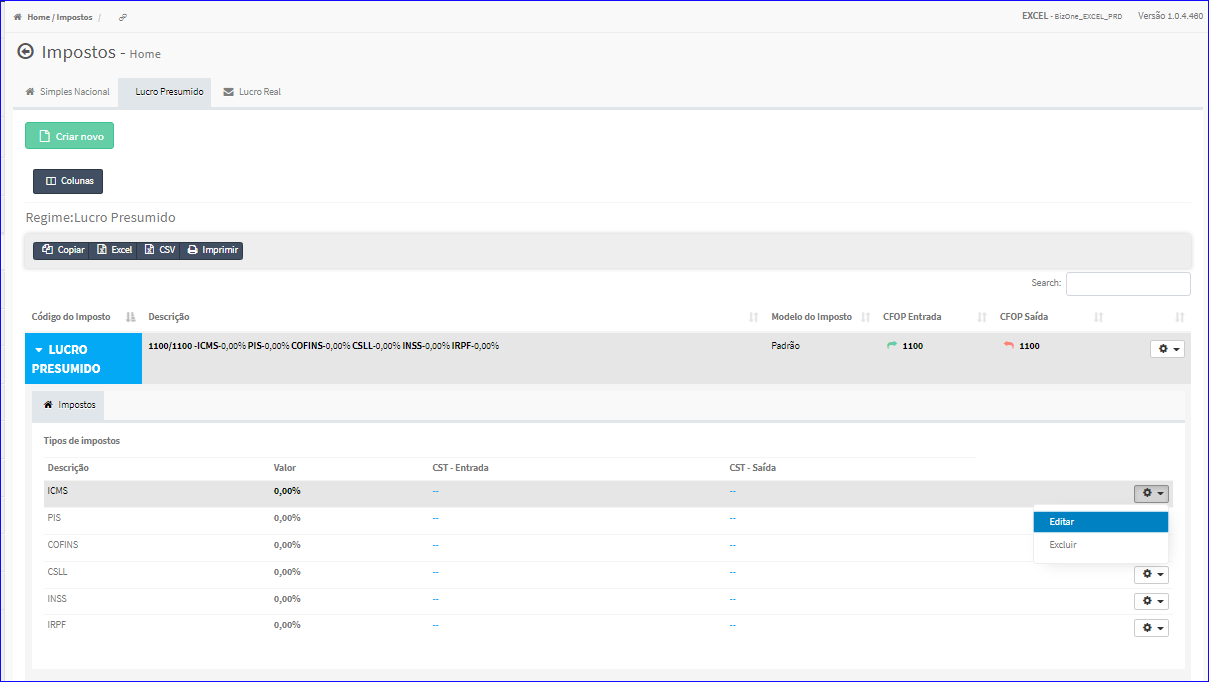 Home / Impostos /
EXCEL - BizOne_EXCEL_PRD Versão 1.0.4.460
Impostos - Home
Simples Nacional Lucro Presumido Lucro Real
Criar novo
Colunas
Regime:Lucro Presumido
Copiar Excel CSV Imprimir
Search:
Código do Imposto Descrição Modelo do Imposto CFOP Entrada CFOP Saída
LUCRO PRESUMIDO 1100/1100 -ICMS-0,00% PIS-0,00% COFINS-0,00% CSLL-0,00% INSS-0,00% IRPF-0,00% Padrão 1100 1100
Impostos
Tipos de impostos
Descrição Valor CST - Entrada CST - Saída
ICMS 0,00% -- --
PIS 0,00% -- --
Editar
COFINS 0,00% -- --
Excluir
CSLL 0,00% -- --
INSS 0,00% -- --
IRPF 0,00% -- --